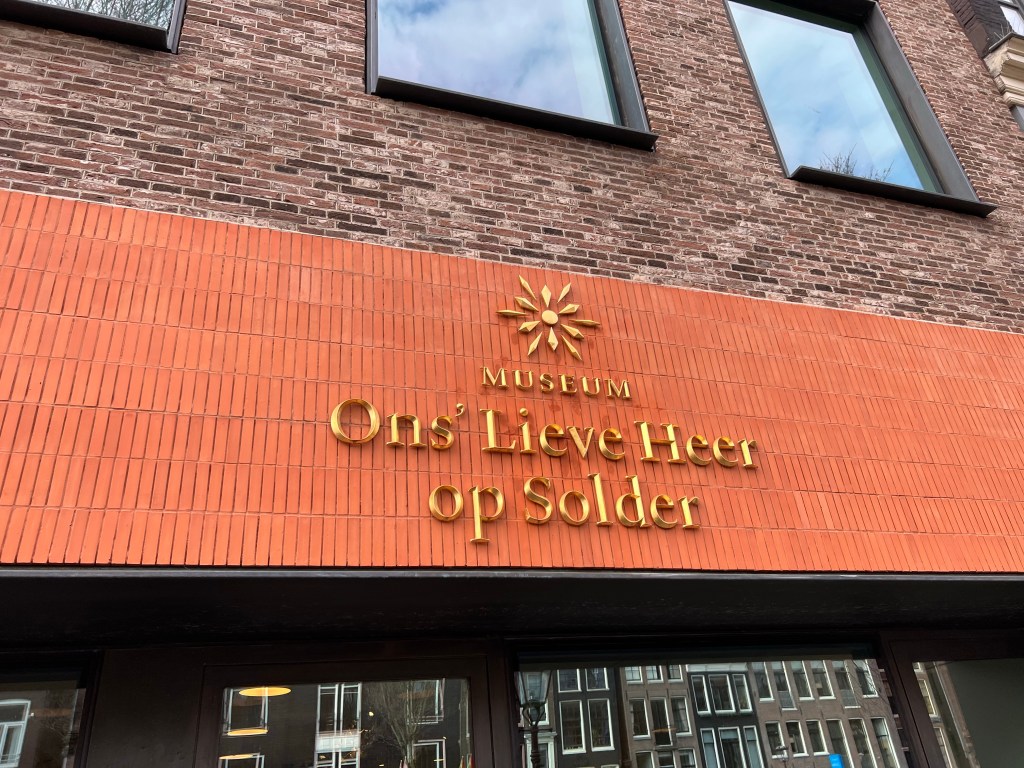 MUSEUM
Ons' Lieve Heer
op Solder